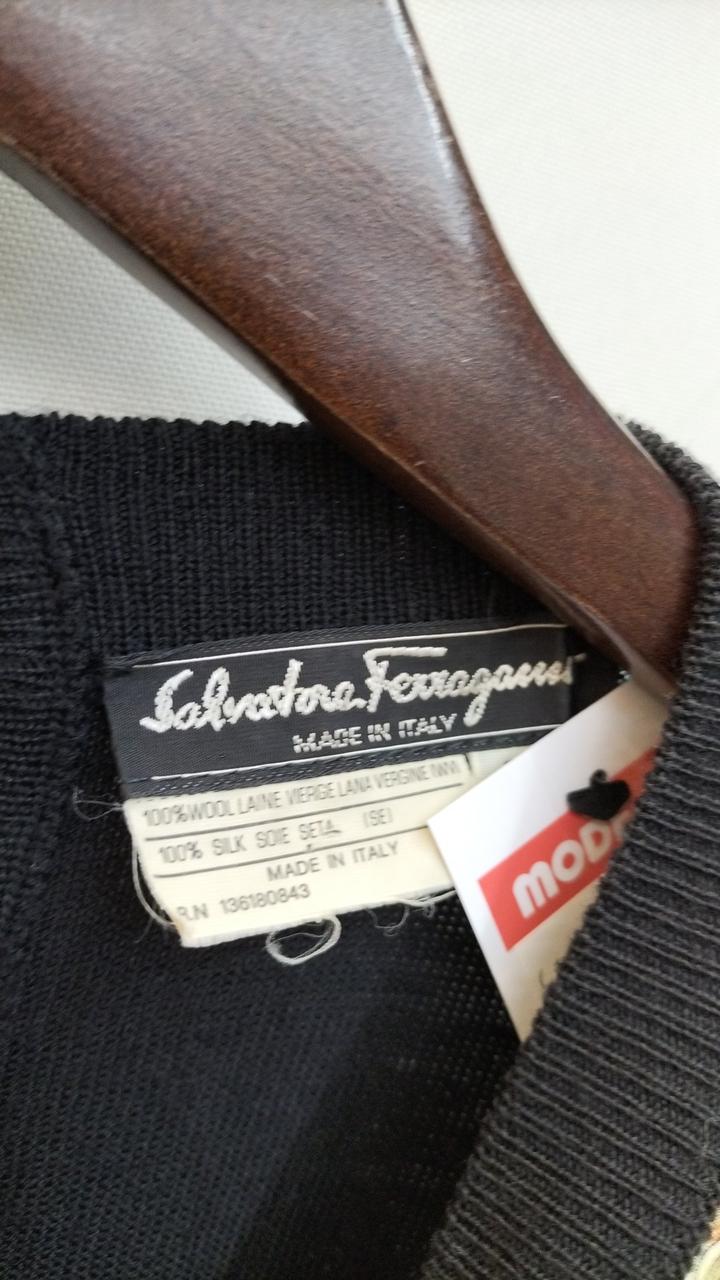 Salvatore Ferragamo
MADE IN ITALY
100% WOOL LAINE VIERGE LANA VERGINE (WV)
100% SILK SOIE SETA (SE)
MADE IN ITALY
R.N 136180843
MOD